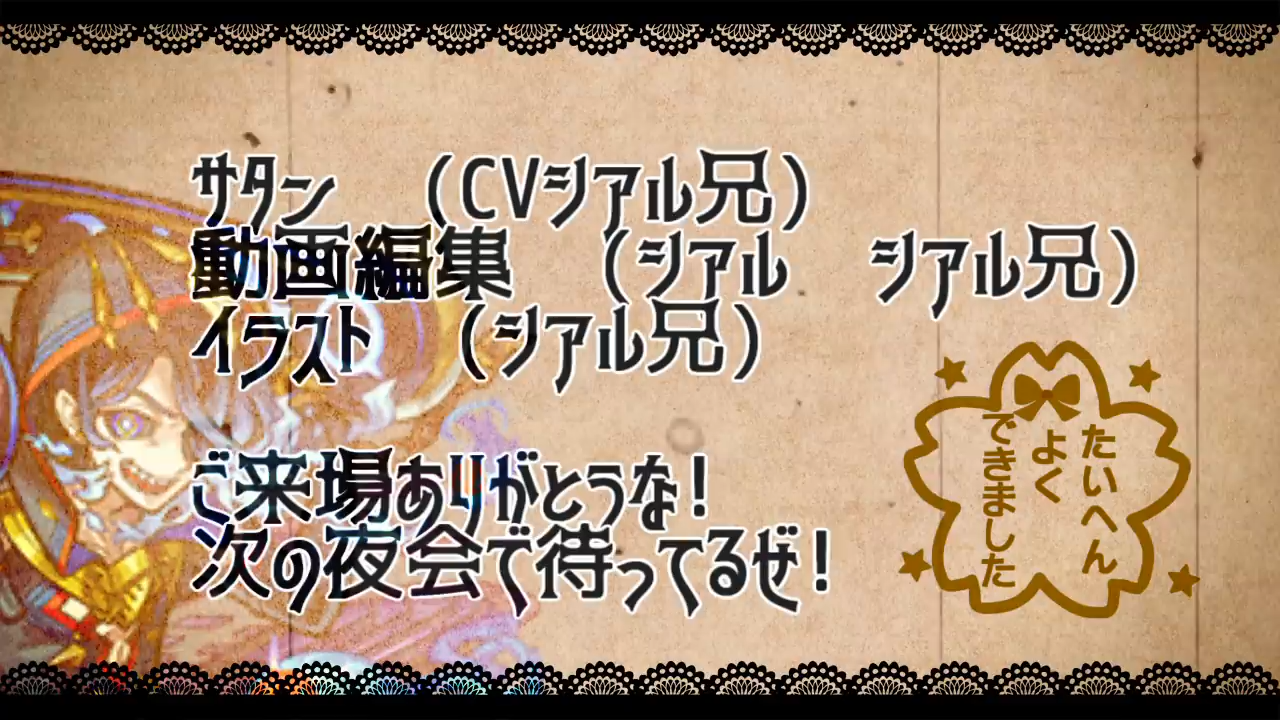 サタン　（CVシアル兄）
動画編集　（シアル　シアル兄）
イラスト　（シアル兄）
ご来場ありがとうな！
次の夜会で待ってるぜ！
たいへん
よく
できました